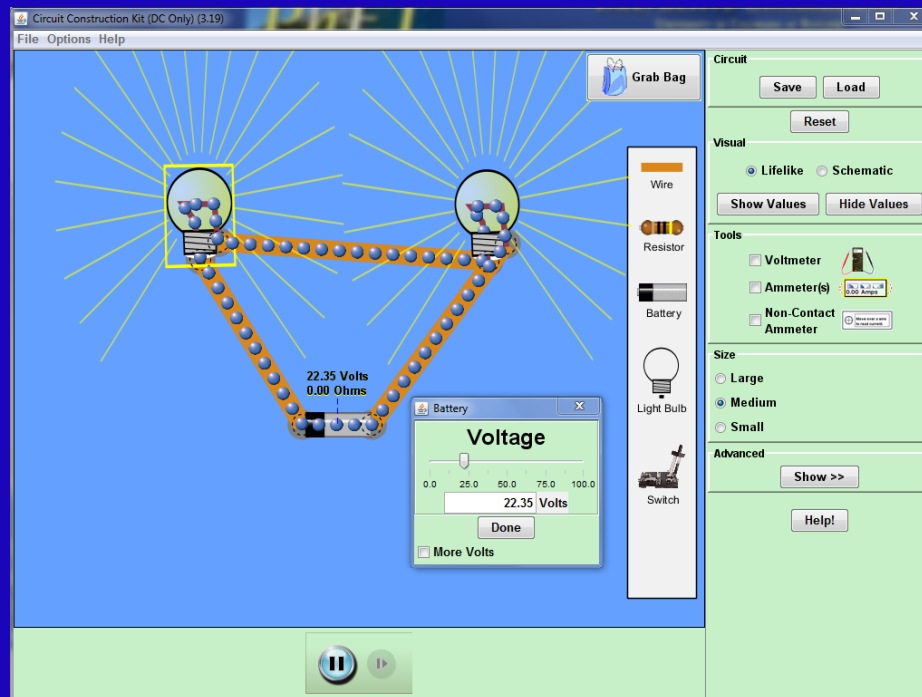 Circuit Construction Kit (DC Only) (3.19)
File Options Help
Grab Bag
Wire
Resistor
Battery
Light Bulb
Switch
22.35 Volts
0.00 Ohms
Battery
Voltage
0.0 25.0 50.0 75.0 100.0
22.35 Volts
Done
More Volts
Circuit
Save Load
Reset
Visual
Lifelike Schematic
Show Values Hide Values
Tools
Voltmeter
Ammeter(s)
0.00 Amps
Non-Contact
Ammeter
Size
Large
Medium
Small
Advanced
Show >>
Help!